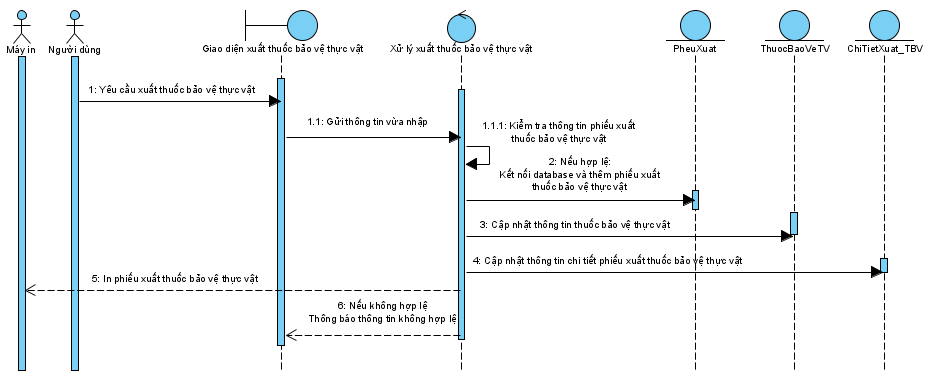 Máy in
Người dùng
Giao diện xuất thuốc bảo vệ thực vật
Xử lý xuất thuốc bảo vệ thực vật
PheuXuat
ThuocBaoVeTV
ChiTietXuat_TBV
1: Yêu cầu xuất thuốc bảo vệ thực vật
1.1: Gửi thông tin vừa nhập
1.1.1: Kiểm tra thông tin phiếu xuất
thuốc bảo vệ thực vật
2: Nếu hợp lệ:
Kết nối database và thêm phiếu xuất
thuốc bảo vệ thực vật
3: Cập nhật thông tin thuốc bảo vệ thực vật
4: Cập nhật thông tin chi tiết phiếu xuất thuốc bảo vệ thực vật
5: In phiếu xuất thuốc bảo vệ thực vật
6: Nếu không hợp lệ
Thông báo thông tin không hợp lệ